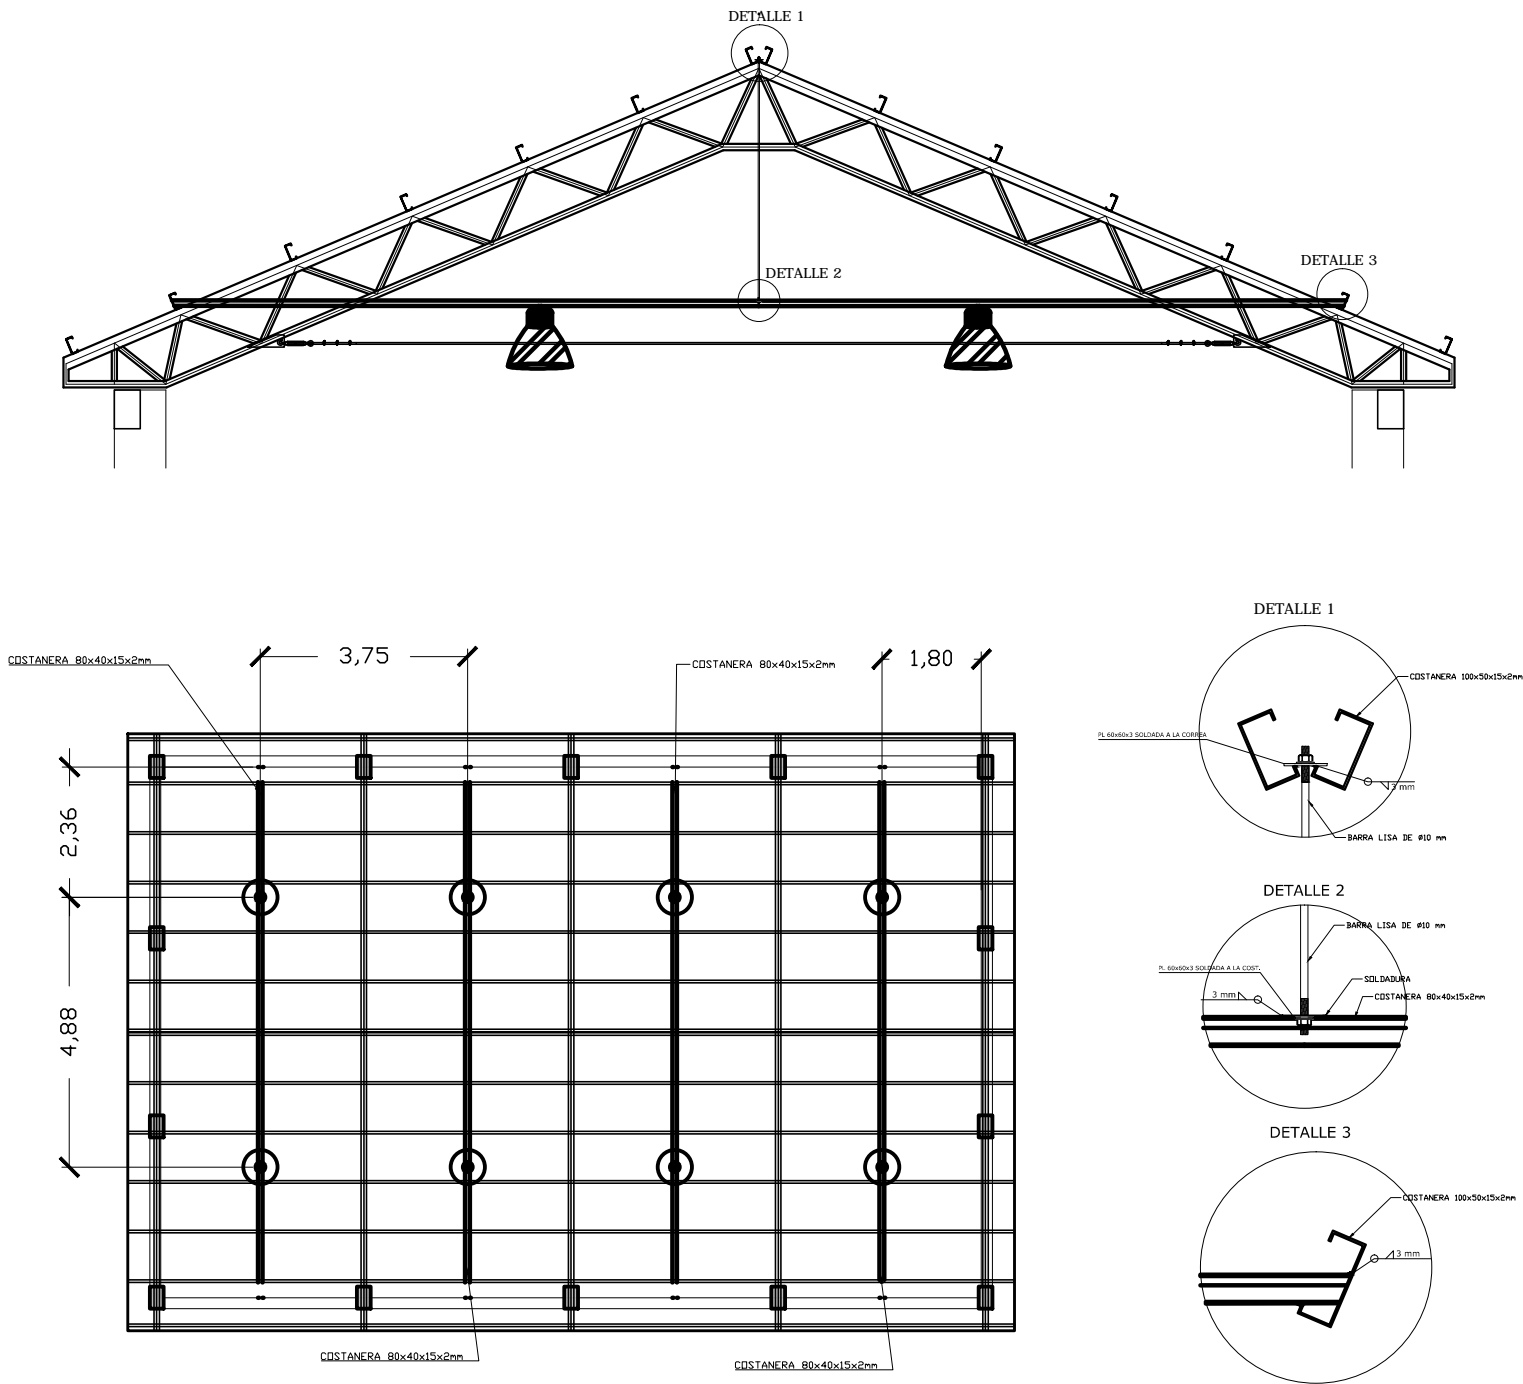 DETALLE 1
DETALLE 2
DETALLE 3
COSTANERA 80x40x15x2mm
3,75
COSTANERA 80x40x15x2mm
1,80
2,36
4,88
COSTANERA 80x40x15x2mm
COSTANERA 80x40x15x2mm
DETALLE 1
COSTANERA 100x50x15x2mm
PL 60x60x3 SOLDADA A LA CORREA
3 mm
BARRA LISA DE Ø10 mm
DETALLE 2
BARRA LISA DE Ø10 mm
PL 60x60x3 SOLDADA A LA COST.
SOLDADURA
3 mm
COSTANERA 80x40x15x2mm
DETALLE 3
COSTANERA 100x50x15x2mm
3 mm